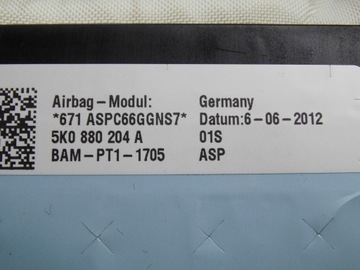 Airbag-Modul: Germany
*671 ASPC66GGNS7* Datum:6-06-2012
5K0 880 204 A 01S
BAM-PT1-1705 ASP